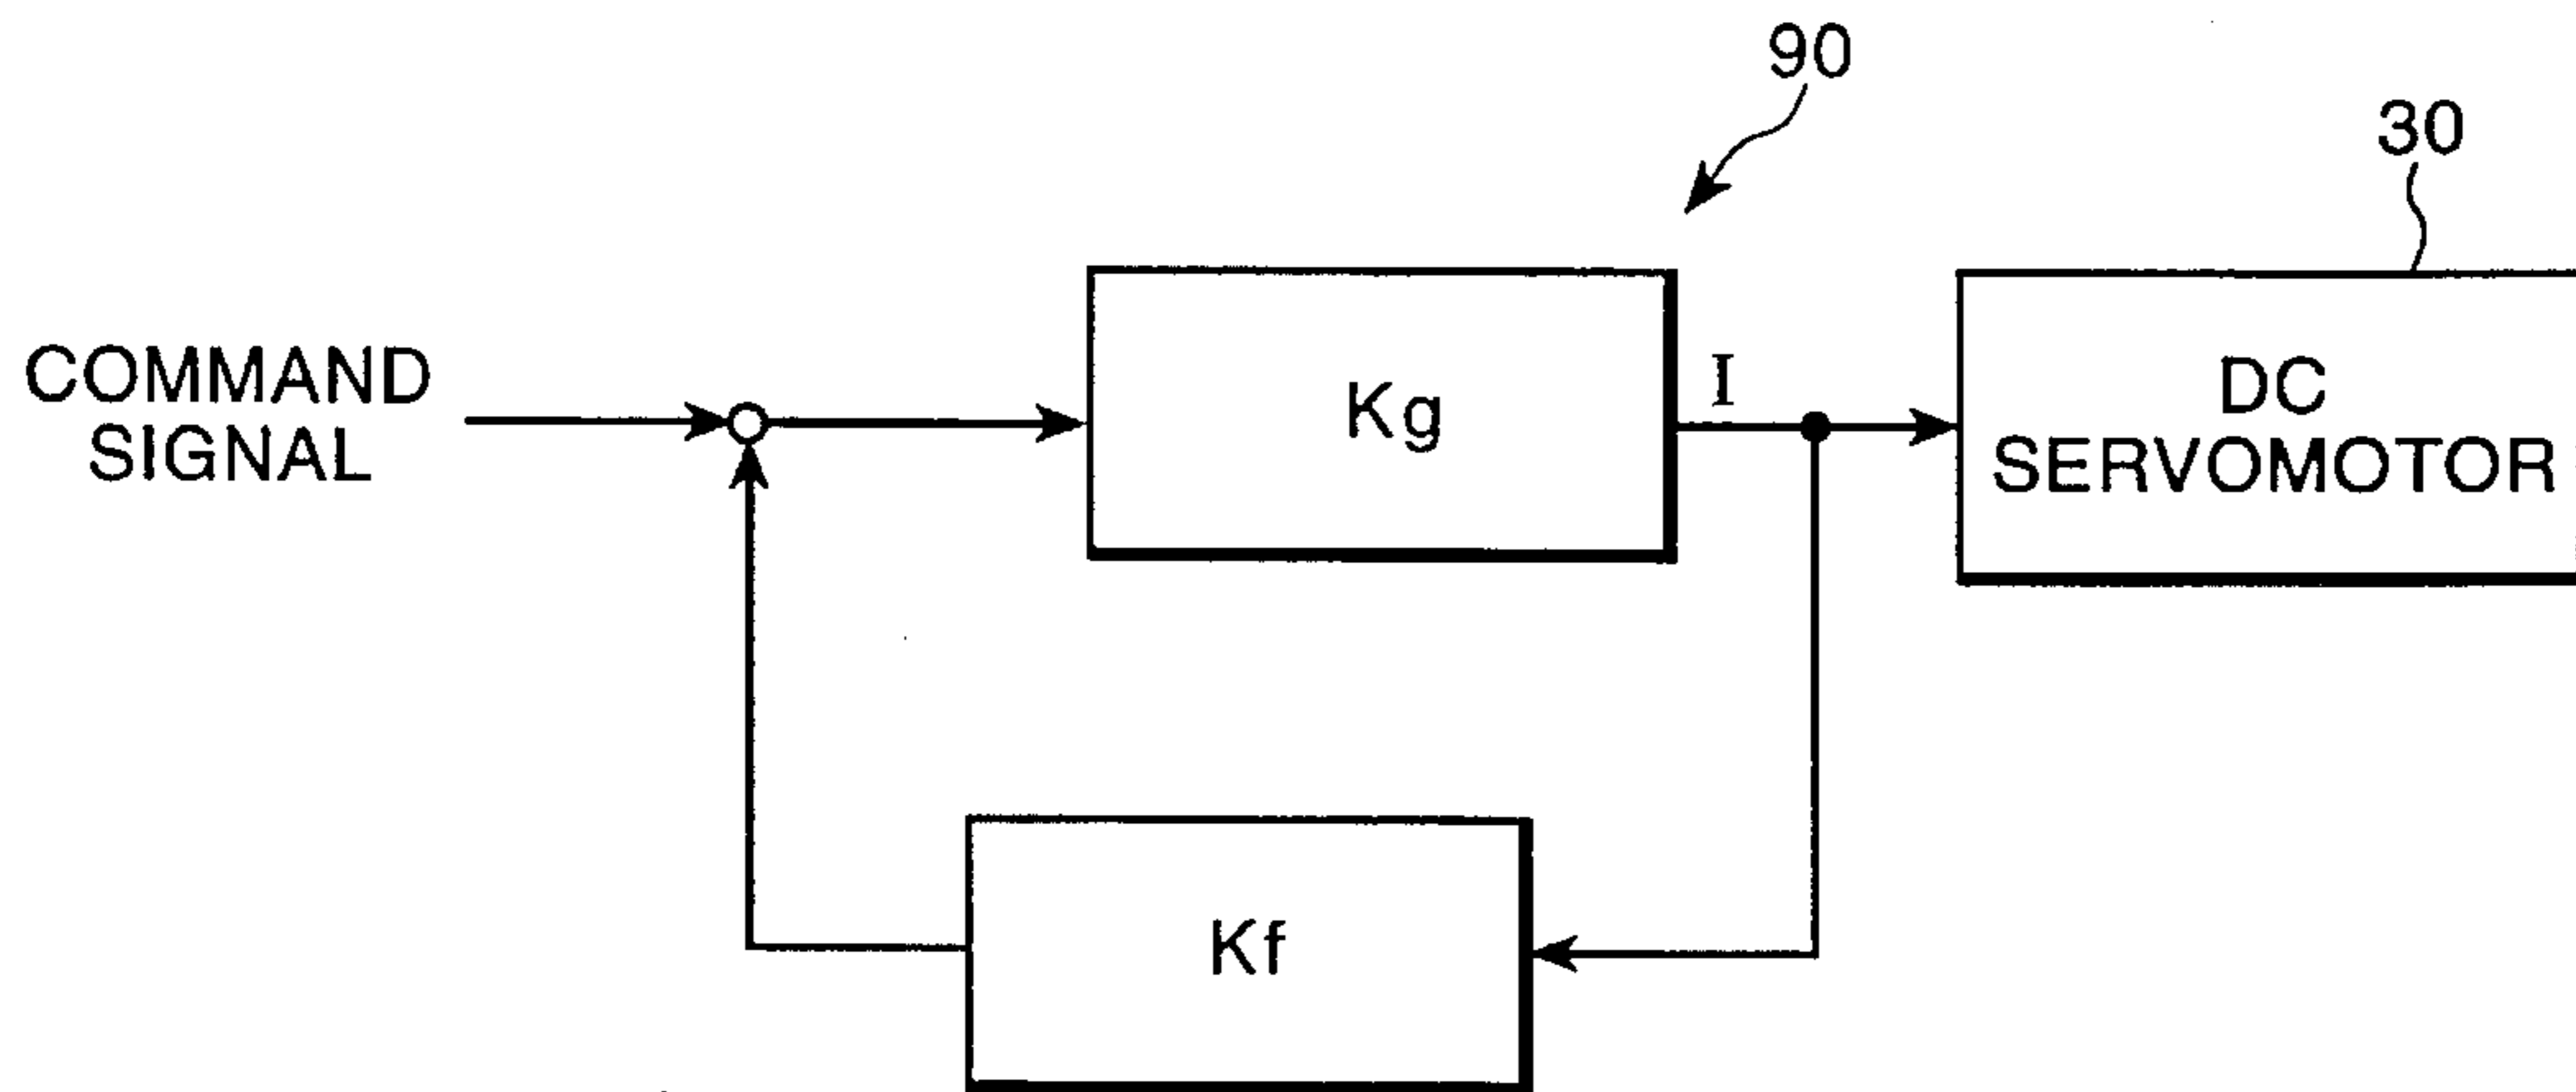 90
30
COMMAND
SIGNAL
Kg
I
DC
SERVOMOTOR
Kf